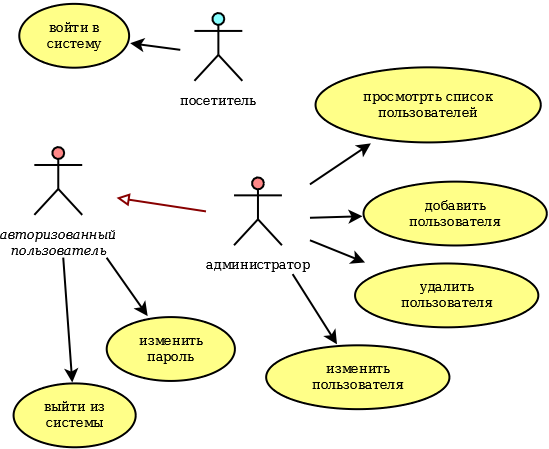 войти в
систему
посетитель
просмотрть список
пользователей
авторизованный
пользователь
администратор
добавить
пользователя
удалить
пользователя
изменить
пароль
изменить
пользователя
выйти из
системы